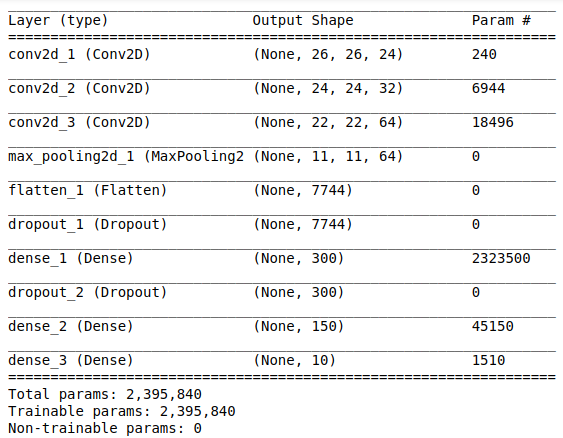 Layer (type) Output Shape Param #
=================================================================
conv2d_1 (Conv2D) (None, 26, 26, 24) 240
conv2d_2 (Conv2D) (None, 24, 24, 32) 6944
conv2d_3 (Conv2D) (None, 22, 22, 64) 18496
max_pooling2d_1 (MaxPooling2 (None, 11, 11, 64) 0
flatten_1 (Flatten) (None, 7744) 0
dropout_1 (Dropout) (None, 7744) 0
dense_1 (Dense) (None, 300) 2323500
dropout_2 (Dropout) (None, 300) 0
dense_2 (Dense) (None, 150) 45150
dense_3 (Dense) (None, 10) 1510
=================================================================
Total params: 2,395,840
Trainable params: 2,395,840
Non-trainable params: 0